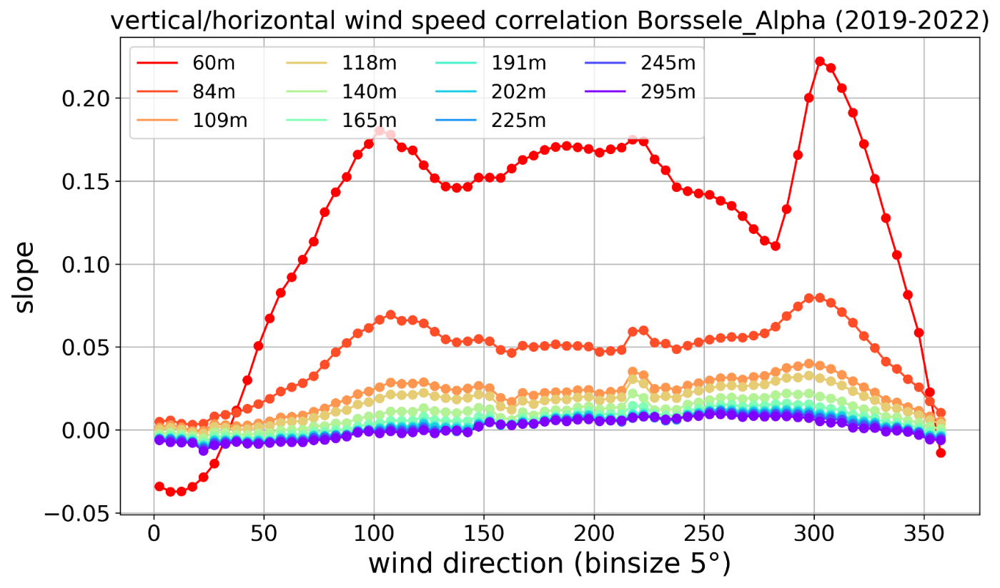 vertical/horizontal wind speed correlation Borssele_Alpha (2019-2022)
60m 118m 191m 245m
84m 140m 202m 295m
109m 165m 225m
0.20
0.15
0.10
0.05
0.00
−0.05
slope
0 50 100 150 200 250 300 350
wind direction (binsize 5°)